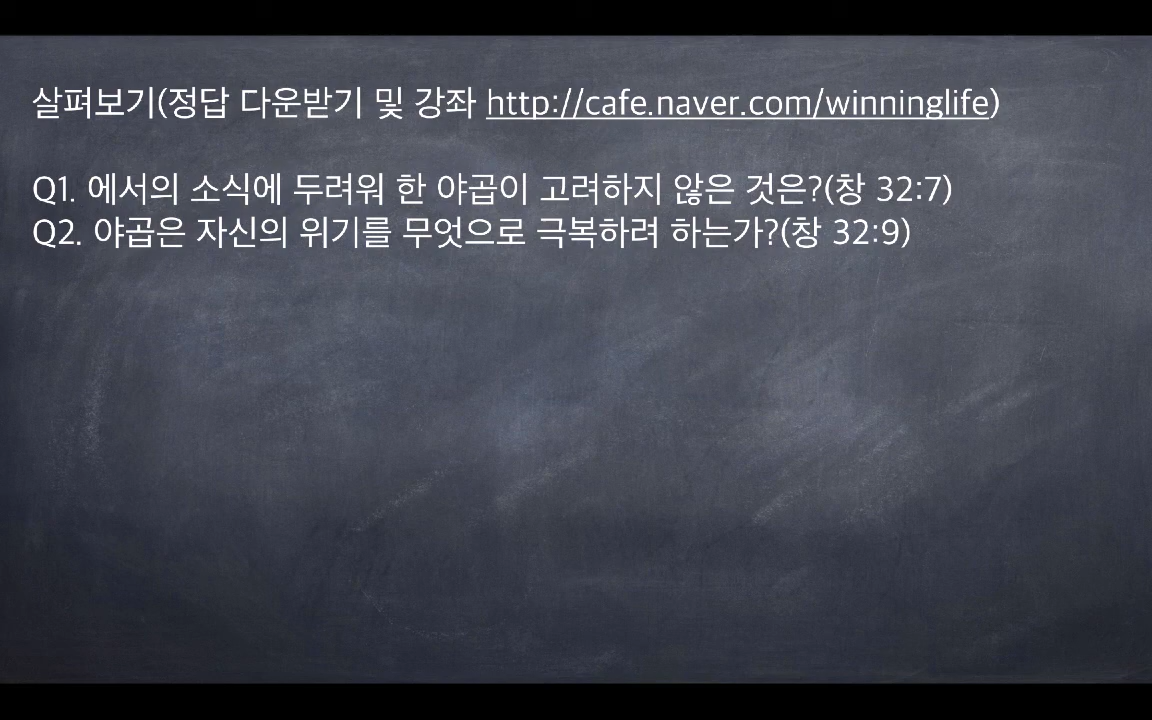 살펴보기(정답 다운받기 및 강좌 http://cafe.naver.com/winninglife)
Q1. 에서의 소식에 두려워 한 야곱이 고려하지 않은 것은?(창 32:7)
Q2. 야곱은 자신의 위기를 무엇으로 극복하려 하는가?(창 32:9)